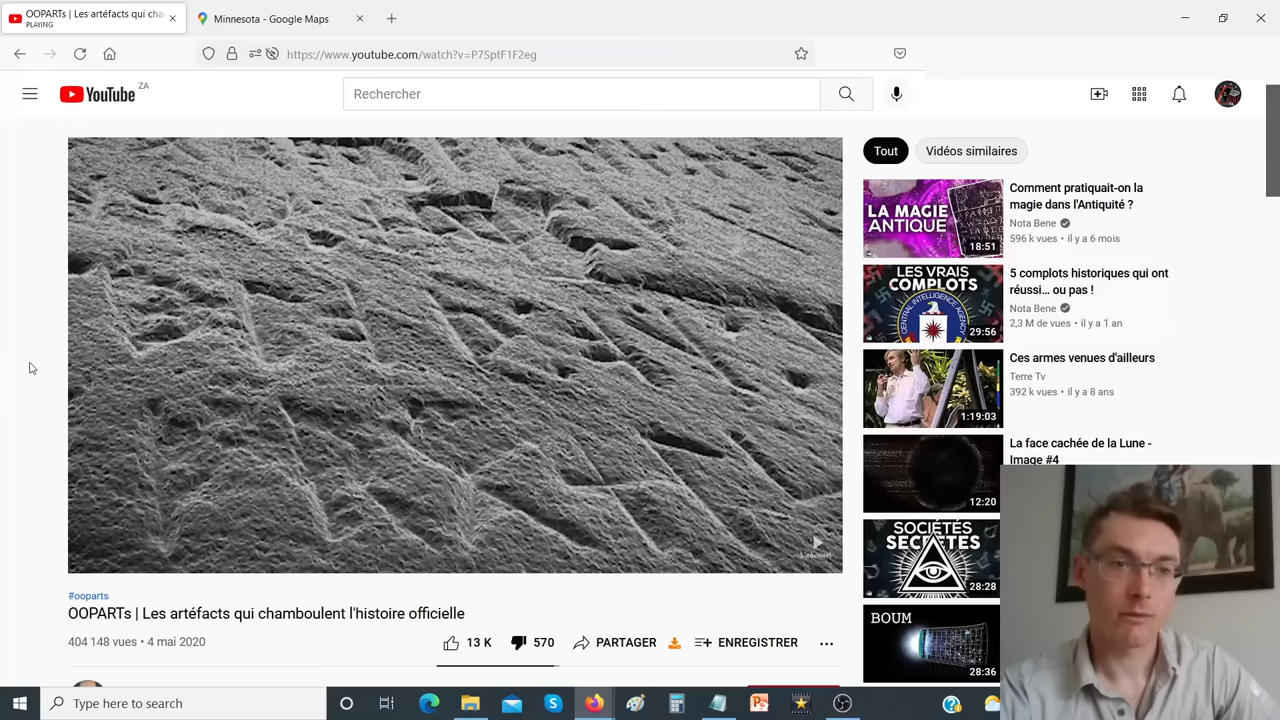 OOPARTs | Les artéfacts qui cha
PLAYING
Minnesota - Google Maps
https://www.youtube.com/watch?v=P7SptF1F2eg
YouTube ZA
Rechercher
Tout
Vidéos similaires
LA MAGIE
ANTIQUE
18:51
Comment pratiquait-on la
magie dans l'Antiquité ?
Nota Bene
596 k vues • il y a 6 mois
LES VRAIS
COMPLOTS
CENTRAL INTELLIGENCE AGENCY
29:56
5 complots historiques qui ont
réussi... ou pas !
Nota Bene
2,3 M de vues • il y a 1 an
1:19:03
Ces armes venues d'ailleurs
Terre Tv
392 k vues • il y a 8 ans
12:20
La face cachée de la Lune -
Image #4
SOCIÉTÉS
SECRÈTES
28:28
BOUM
28:36
#ooparts
OOPARTs | Les artéfacts qui chamboulent l'histoire officielle
404 148 vues • 4 mai 2020
13 K
570
PARTAGER
ENREGISTRER
Type here to search